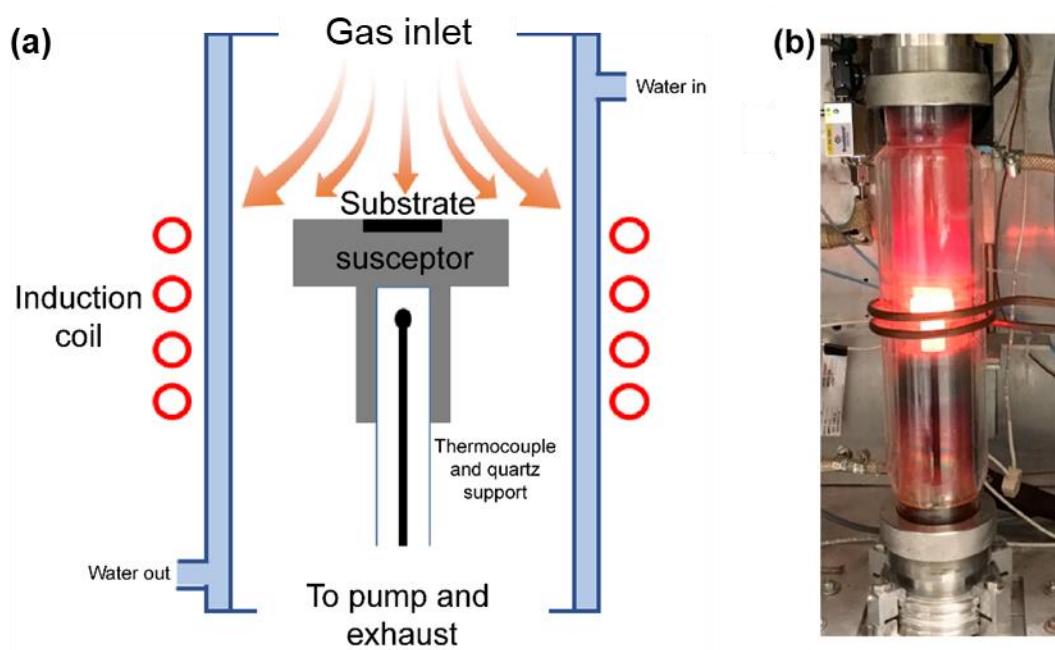 (a)
Gas inlet
Water in
Substrate
susceptor
Induction
coil
Thermocouple
and quartz
support
Water out
To pump and
exhaust
(b)